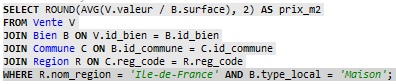 SELECT ROUND(AVG(V.valeur / B.surface), 2) AS prix_m2
FROM Vente V
JOIN Bien B ON V.id_bien = B.id_bien
JOIN Commune C ON B.id_commune = C.id_commune
JOIN Region R ON C.reg_code = R.reg_code
WHERE R.nom_region = 'Ile-de-France' AND B.type_local = 'Maison';